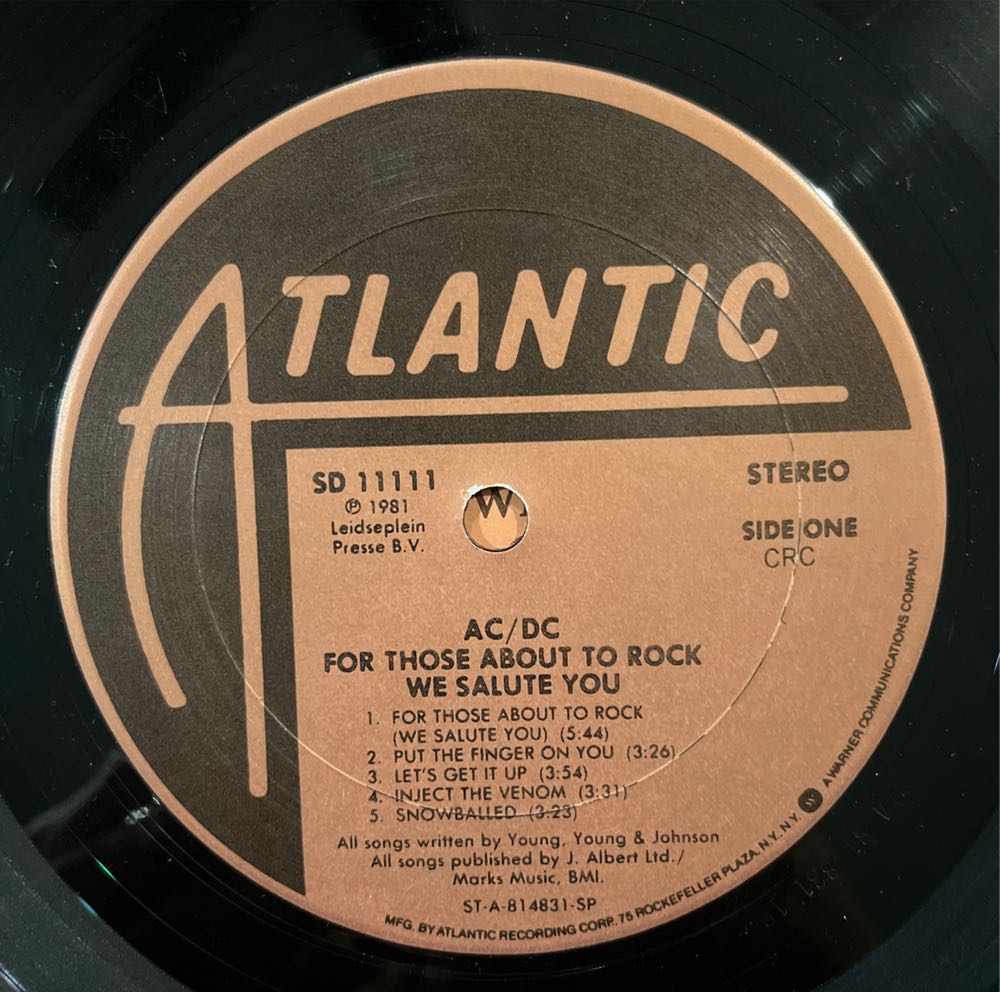 ATLANTIC
SD 11111
℗ 1981
Leidseplein
Presse B.V.
W.
STEREO
SIDE ONE
CRC
AC/DC
FOR THOSE ABOUT TO ROCK
WE SALUTE YOU
1. FOR THOSE ABOUT TO ROCK
(WE SALUTE YOU) (5:44)
2. PUT THE FINGER ON YOU (3:26)
3. LET'S GET IT UP (3:54)
4. INJECT THE VENOM (3:31)
5. SNOWBALLED (3:23)
All songs written by Young, Young & Johnson
All songs published by J. Albert Ltd./
Marks Music, BMI.
ST-A-814831-SP
MFG. BY ATLANTIC RECORDING CORP., 75 ROCKEFELLER PLAZA, N.Y. N.Y. A WARNER COMMUNICATIONS COMPANY